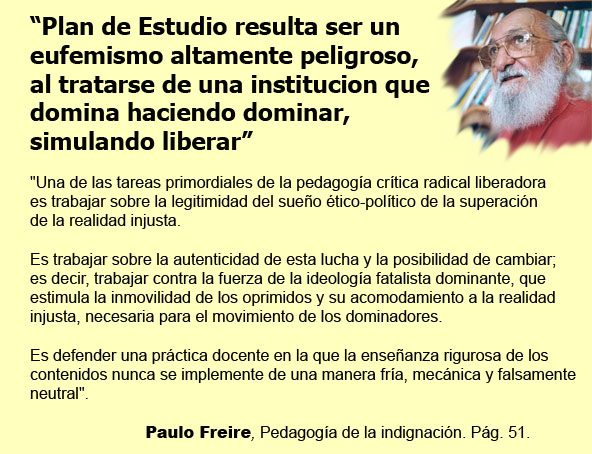 “Plan de Estudio resulta ser un
eufemismo altamente peligroso,
al tratarse de una institucion que
domina haciendo dominar,
simulando liberar”
"Una de las tareas primordiales de la pedagogía crítica radical liberadora
es trabajar sobre la legitimidad del sueño ético-político de la superación
de la realidad injusta.
Es trabajar sobre la autenticidad de esta lucha y la posibilidad de cambiar;
es decir, trabajar contra la fuerza de la ideología fatalista dominante, que
estimula la inmovilidad de los oprimidos y su acomodamiento a la realidad
injusta, necesaria para el movimiento de los dominadores.
Es defender una práctica docente en la que la enseñanza rigurosa de los
contenidos nunca se implemente de una manera fría, mecánica y falsamente
neutral".
Paulo Freire, Pedagogía de la indignación. Pág. 51.